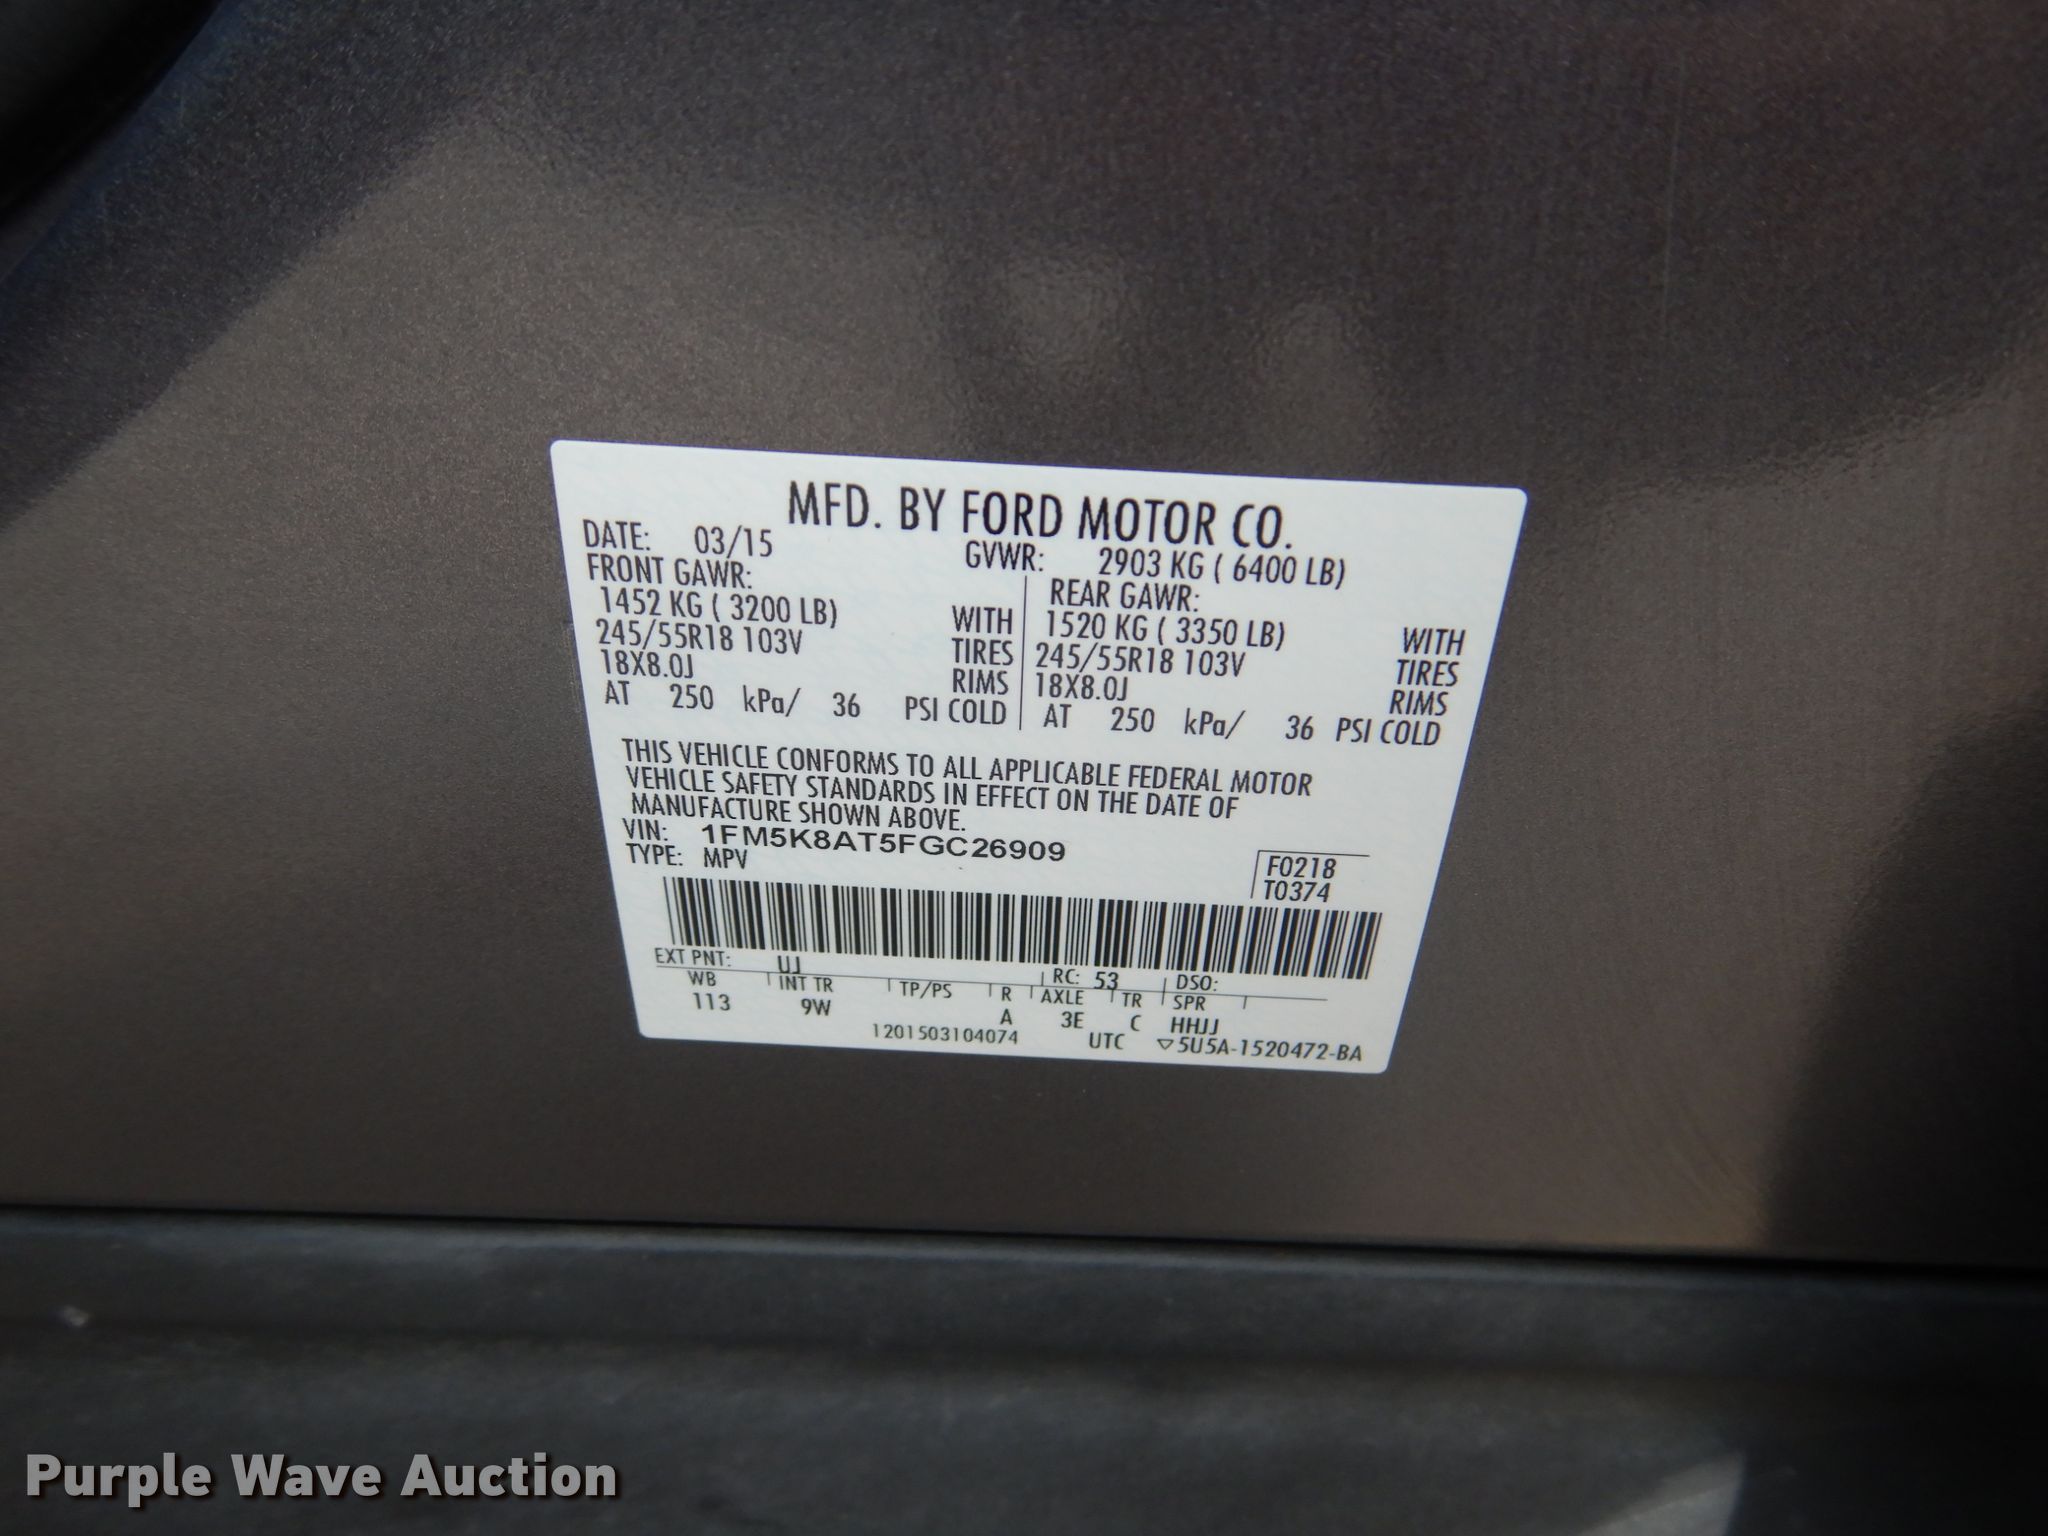 MFD. BY FORD MOTOR CO.
DATE: 03/15 GVWR: 2903 KG ( 6400 LB)
FRONT GAWR: REAR GAWR:
1452 KG ( 3200 LB) WITH 1520 KG ( 3350 LB) WITH
245/55R18 103V TIRES 245/55R18 103V TIRES
18X8.0J RIMS 18X8.0J RIMS
AT 250 kPa/ 36 PSI COLD AT 250 kPa/ 36 PSI COLD
THIS VEHICLE CONFORMS TO ALL APPLICABLE FEDERAL MOTOR
VEHICLE SAFETY STANDARDS IN EFFECT ON THE DATE OF
MANUFACTURE SHOWN ABOVE.
VIN: 1FM5K8AT5FGC26909
TYPE: MPV
F0218
T0374
EXT PNT: UJ RC: 53 DSO:
WB INT TR TP/PS R AXLE TR SPR
113 9W A 3E C HHJJ
1201503104074 UTC ▽5U5A-1520472-BA
Purple Wave Auction